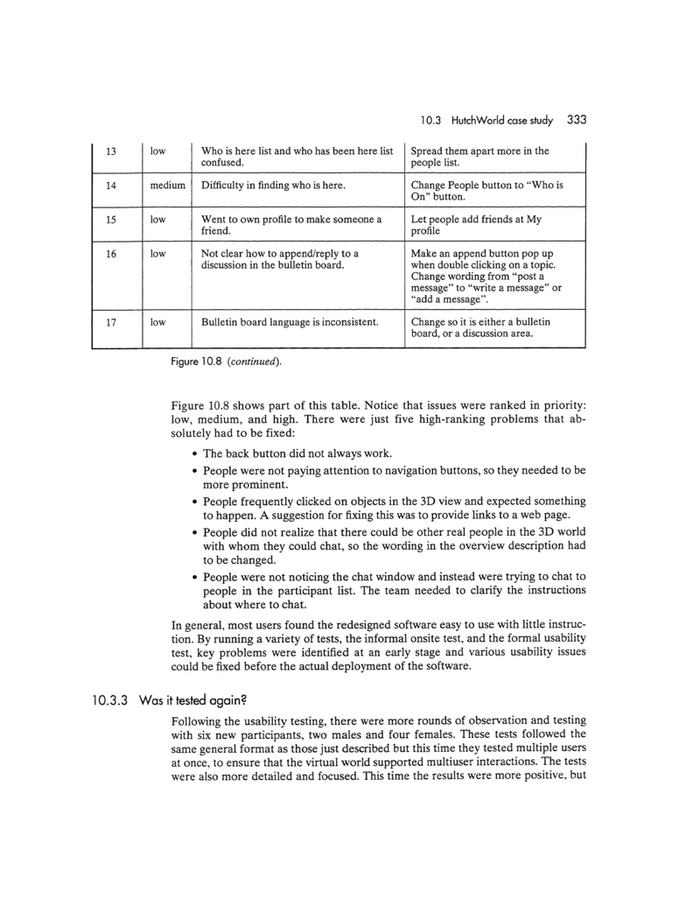 10.3 HutchWorld case study 333
13 low Who is here list and who has been here list Spread them apart more in the
confused. people list.
14 medium Difficulty in finding who is here. Change People button to “Who is
On” button.
15 low Went to own profile to make someone a Let people add friends at My
friend. profile
16 low Not clear how to append/reply to a Make an append button pop up
discussion in the bulletin board. when double clicking on a topic.
Change wording from “post a
message” to “write a message” or
“add a message”.
17 low Bulletin board language is inconsistent. Change so it is either a bulletin
board, or a discussion area.
Figure 10.8 (continued).
Figure 10.8 shows part of this table. Notice that issues were ranked in priority:
low, medium, and high. There were just five high-ranking problems that ab-
solutely had to be fixed:
• The back button did not always work.
• People were not paying attention to navigation buttons, so they needed to be
more prominent.
• People frequently clicked on objects in the 3D view and expected something
to happen. A suggestion for fixing this was to provide links to a web page.
• People did not realize that there could be other real people in the 3D world
with whom they could chat, so the wording in the overview description had
to be changed.
• People were not noticing the chat window and instead were trying to chat to
people in the participant list. The team needed to clarify the instructions
about where to chat.
In general, most users found the redesigned software easy to use with little instruc-
tion. By running a variety of tests, the informal onsite test, and the formal usability
test, key problems were identified at an early stage and various usability issues
could be fixed before the actual deployment of the software.
10.3.3 Was it tested again?
Following the usability testing, there were more rounds of observation and testing
with six new participants, two males and four females. These tests followed the
same general format as those just described but this time they tested multiple users
at once, to ensure that the virtual world supported multiuser interactions. The tests
were also more detailed and focused. This time the results were more positive, but